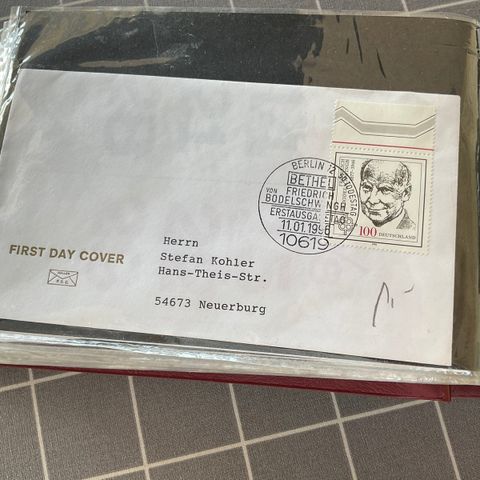 FIRST DAY COVER
Herrn
Stefan Kohler
Hans-Theis-Str.
54673 Neuerburg
BERLIN 12 TODESTAG
BETHEL
FRIEDRICH
VON BODELSCHWINGH
ERSTAUSGABETAG
11.01.1996
10619
100 DEUTSCHLAND